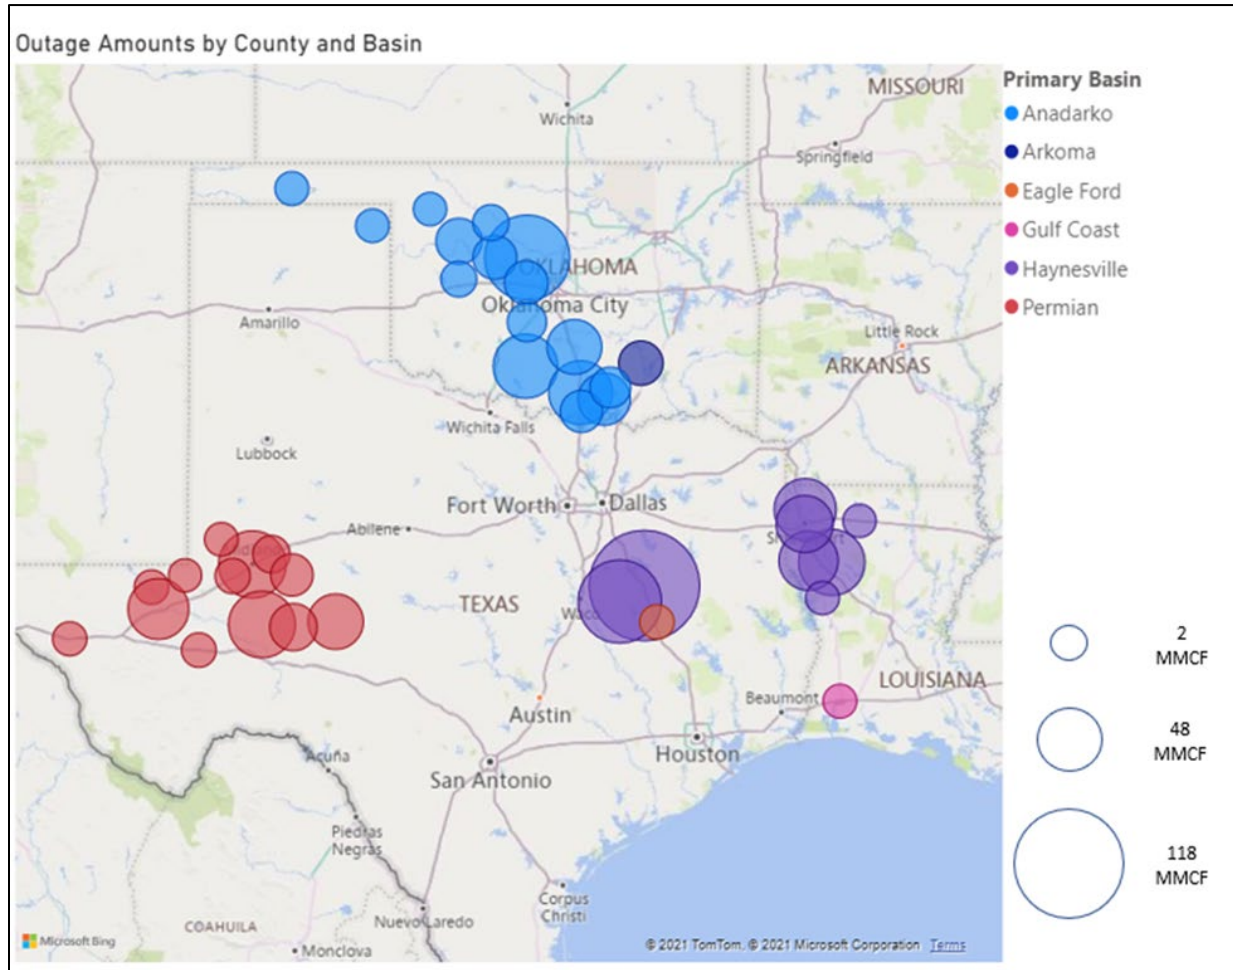 Outage Amounts by County and Basin
Primary Basin
Anadarko
Arkoma
Eagle Ford
Gulf Coast
Haynesville
Permian
MISSOURI
Wichita
Springfield
OKLAHOMA
Oklahoma City
Amarillo
Little Rock
ARKANSAS
Wichita Falls
Lubbock
Fort Worth
Dallas
Abilene
TEXAS
Waco
LOUISIANA
Beaumont
Austin
Houston
San Antonio
Acuña
Piedras
Negras
Corpus
Christi
Nuevo Laredo
COAHUILA
Monclova
2
MMCF
48
MMCF
118
MMCF
Microsoft Bing
© 2021 TomTom, © 2021 Microsoft Corporation Terms